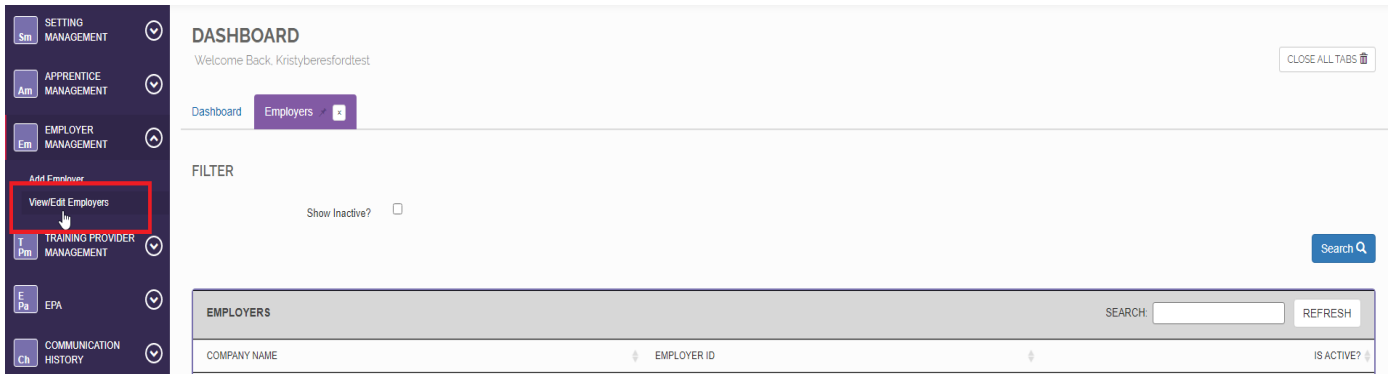 Sm
SETTING
MANAGEMENT
Am
APPRENTICE
MANAGEMENT
Em
EMPLOYER
MANAGEMENT
Add Employer
View/Edit Employers
T
Pm
TRAINING PROVIDER
MANAGEMENT
E
Pa
EPA
Ch
COMMUNICATION
HISTORY
DASHBOARD
Welcome Back, Kristyberesfordtest
CLOSE ALL TABS
Dashboard Employers x
FILTER
Show Inactive?
Search
EMPLOYERS SEARCH: REFRESH
COMPANY NAME EMPLOYER ID IS ACTIVE?